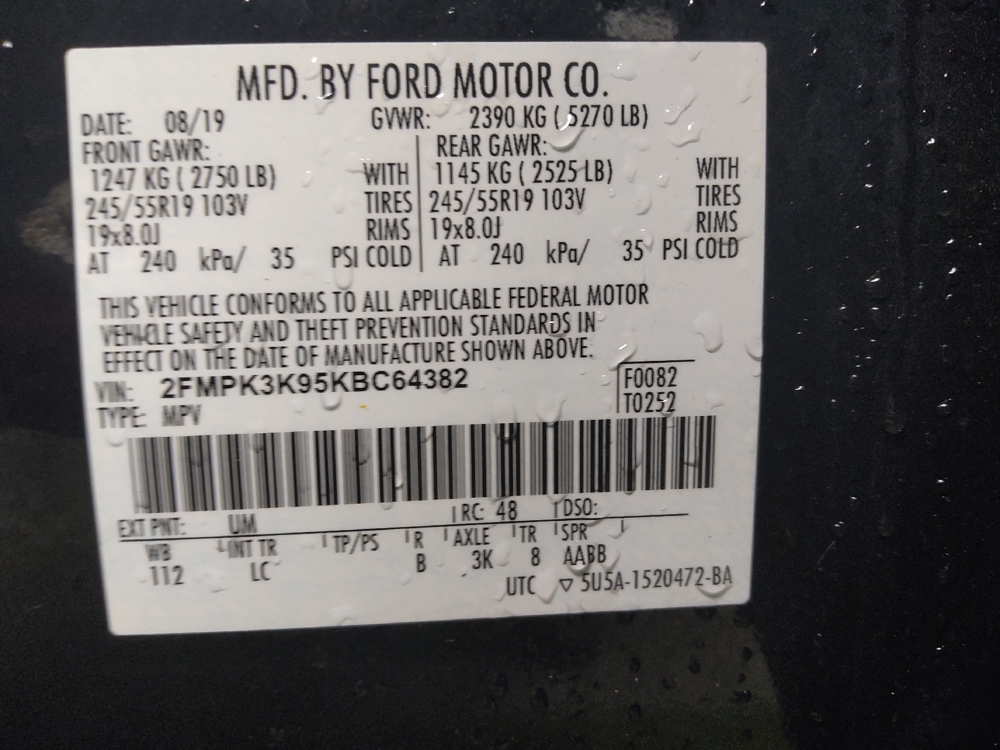 MFD. BY FORD MOTOR CO.
DATE: 08/19 GVWR: 2390 KG ( 5270 LB)
FRONT GAWR: REAR GAWR:
1247 KG ( 2750 LB) WITH 1145 KG ( 2525 LB) WITH
245/55R19 103V TIRES 245/55R19 103V TIRES
19x8.0J RIMS 19x8.0J RIMS
AT 240 kPa/ 35 PSI COLD AT 240 kPa/ 35 PSI COLD
THIS VEHICLE CONFORMS TO ALL APPLICABLE FEDERAL MOTOR
VEHICLE SAFETY AND THEFT PREVENTION STANDARDS IN
EFFECT ON THE DATE OF MANUFACTURE SHOWN ABOVE.
VIN: 2FMPK3K95KBC64382 F0082
TYPE: MPV T0252
EXT PNT: UM RC: 48 DSO:
WB INT TR TP/PS R AXLE TR SPR
112 LC B 3K 8 AABB
UTC ▽ 5U5A-1520472-BA